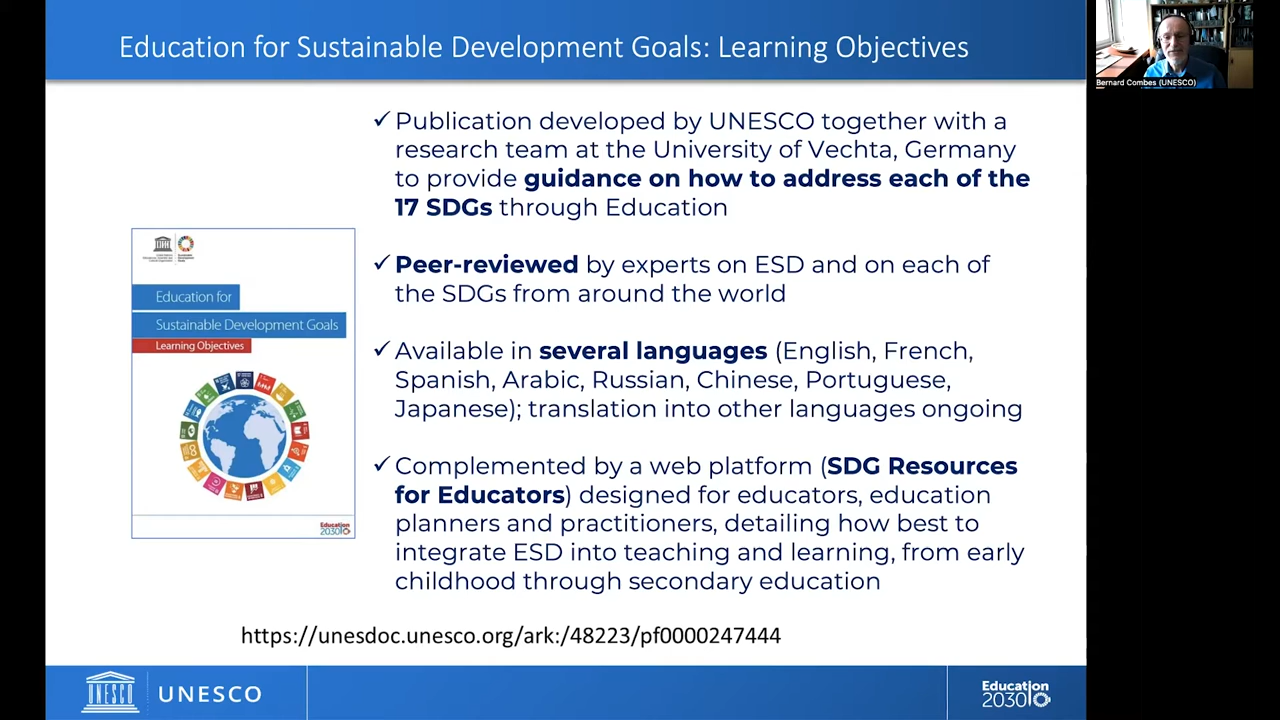 Education for Sustainable Development Goals: Learning Objectives
Bernard Combes (UNESCO)
✓Publication developed by UNESCO together with a
research team at the University of Vechta, Germany
to provide guidance on how to address each of the
17 SDGs through Education
✓Peer-reviewed by experts on ESD and on each of
the SDGs from around the world
✓Available in several languages (English, French,
Spanish, Arabic, Russian, Chinese, Portuguese,
Japanese); translation into other languages ongoing
✓Complemented by a web platform (SDG Resources
for Educators) designed for educators, education
planners and practitioners, detailing how best to
integrate ESD into teaching and learning, from early
childhood through secondary education
Education for
Sustainable Development Goals
Learning Objectives
Education
2030
https://unesdoc.unesco.org/ark:/48223/pf0000247444
UNESCO
Education
2030